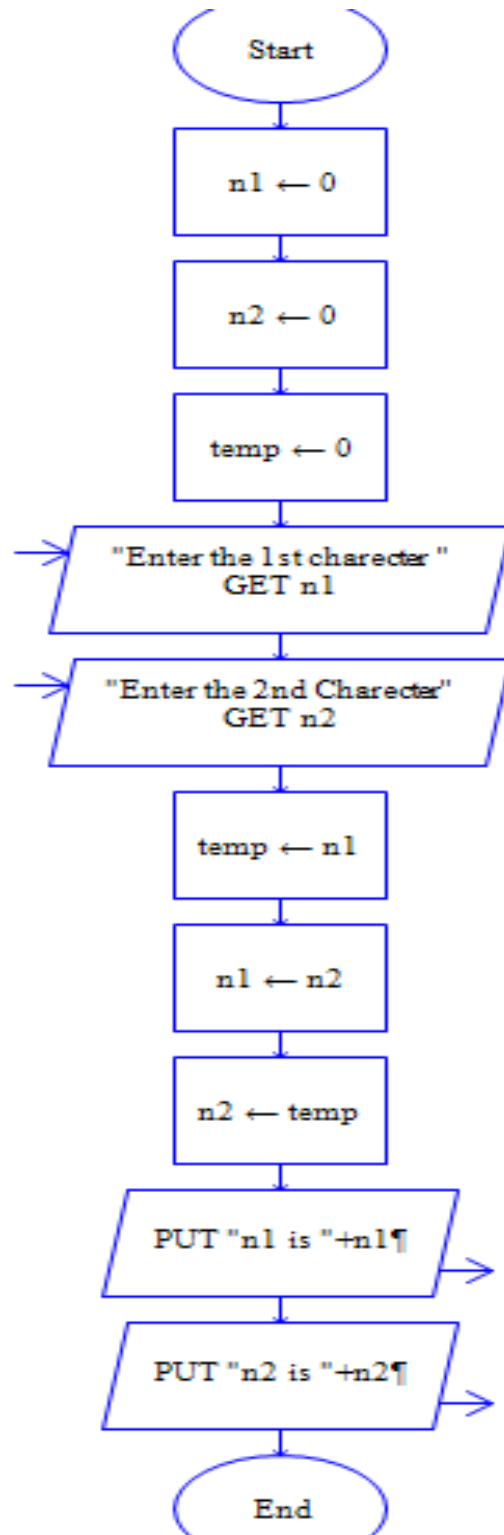 Start
n1 ← 0
n2 ← 0
temp ← 0
"Enter the 1st charecter "
GET n1
"Enter the 2nd Charecter"
GET n2
temp ← n1
n1 ← n2
n2 ← temp
PUT "n1 is "+n1¶
PUT "n2 is "+n2¶
End